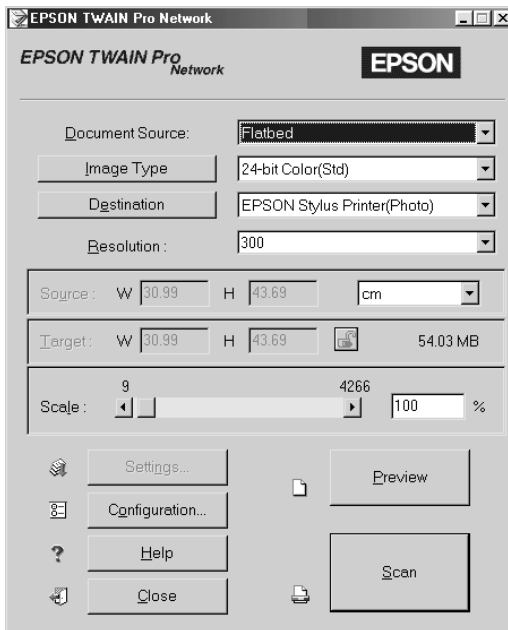 EPSON TWAIN Pro Network
EPSON TWAIN Pro
Network
EPSON
Document Source: Flatbed
Image Type 24-bit Color(Std)
Destination EPSON Stylus Printer(Photo)
Resolution : 300
Source : W 30.99 H 43.69 cm
Target : W 30.99 H 43.69 54.03 MB
9 4266
Scale : 100 %
Settings...
Preview
Configuration...
Help
Scan
Close